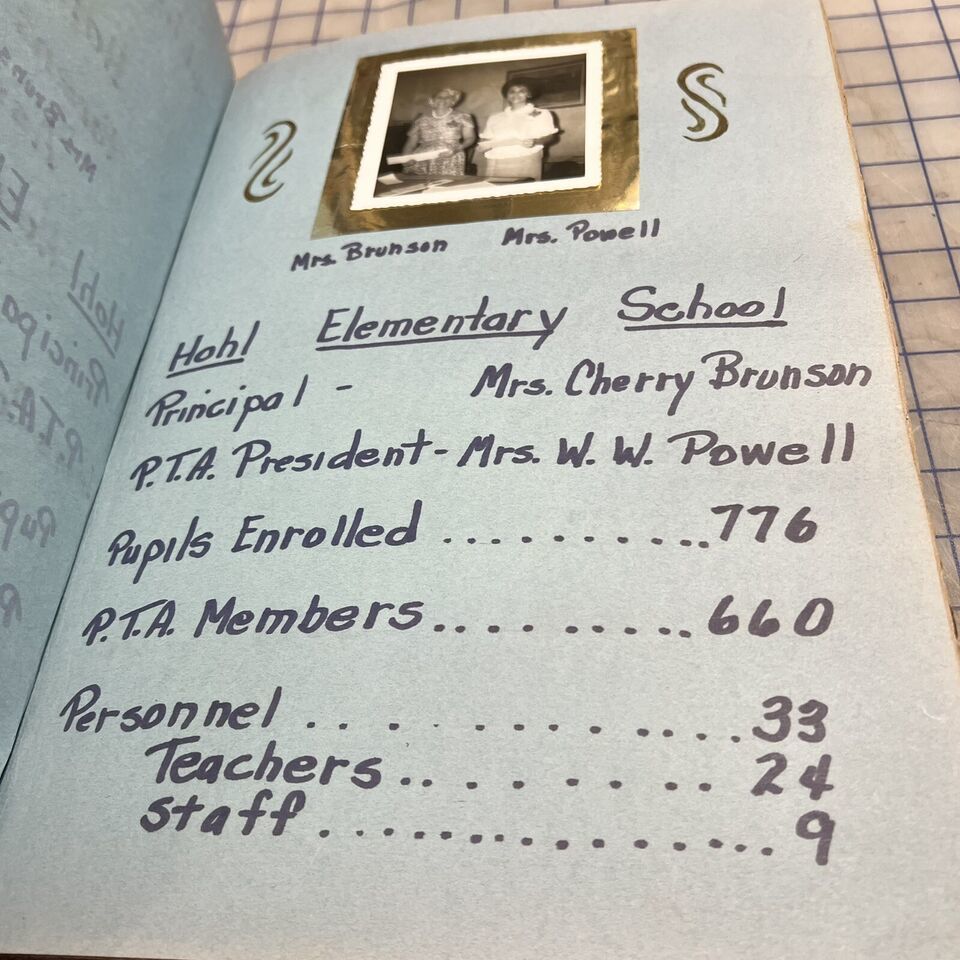 Mrs. Brunson Mrs. Powell
Hohl Elementary School
Principal - Mrs. Cherry Brunson
P.T.A. President - Mrs. W. W. Powell
Pupils Enrolled ........... 776
P.T.A. Members ........... 660
Personnel ............. 33
Teachers ......... 24
Staff ............... 9